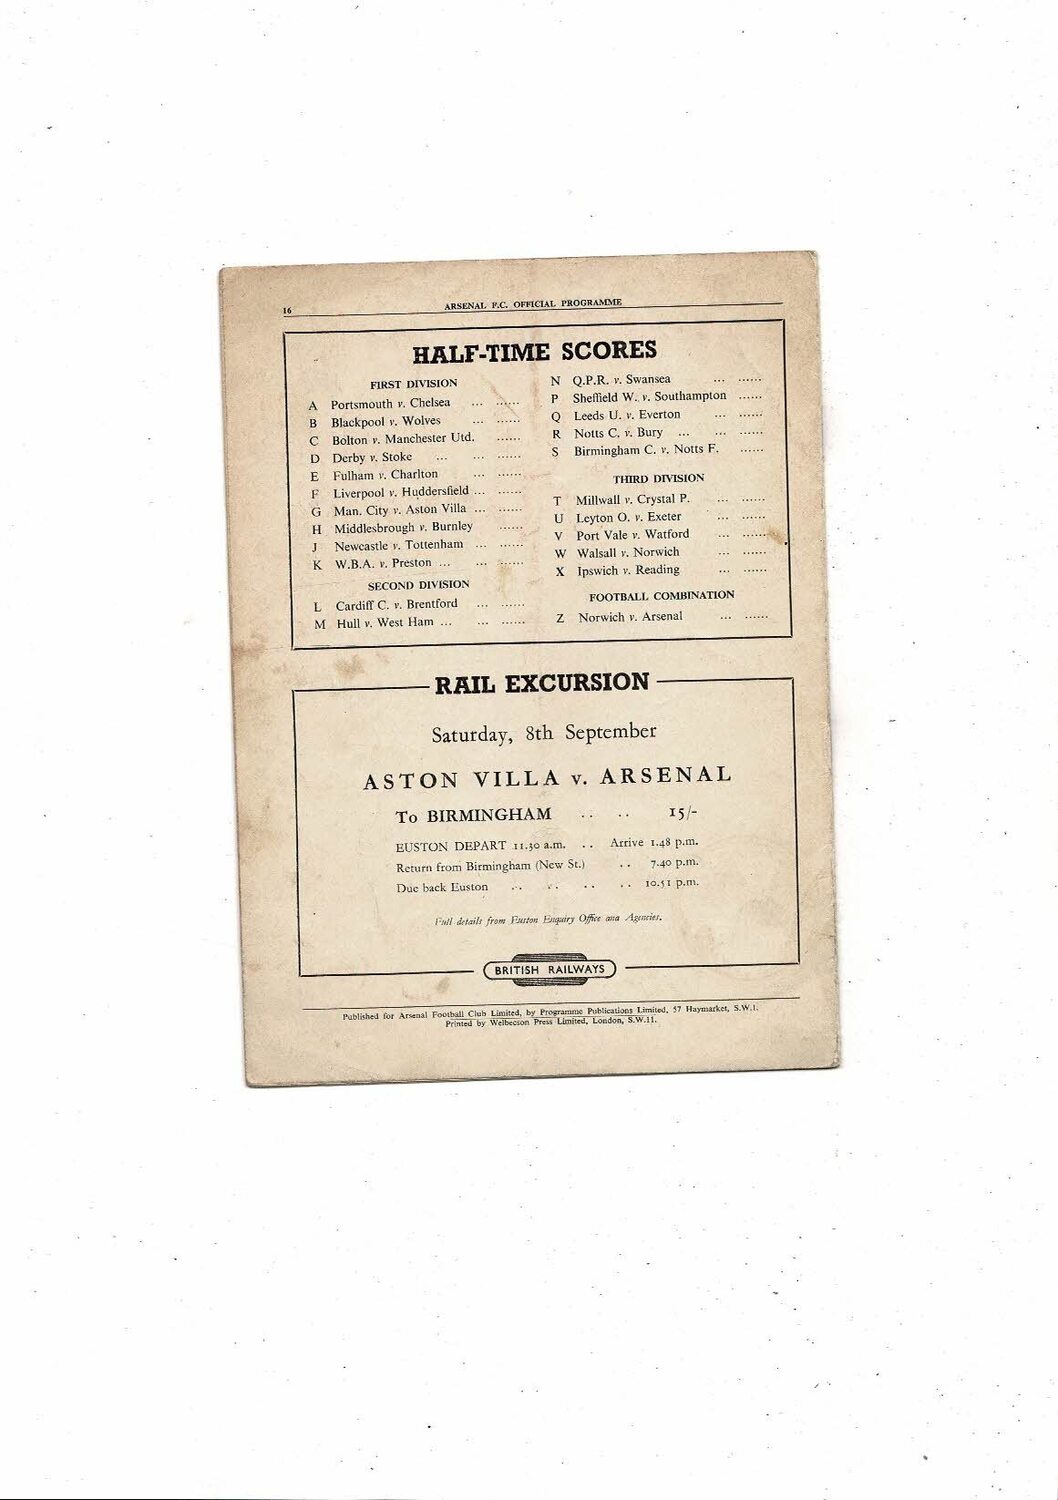 16
ARSENAL F.C. OFFICIAL PROGRAMME
HALF-TIME SCORES
FIRST DIVISION
A Portsmouth v. Chelsea ... ......
B Blackpool v. Wolves ... ......
C Bolton v. Manchester Utd. ......
D Derby v. Stoke ... ... ......
E Fulham v. Charlton ... ......
F Liverpool v. Huddersfield ... ......
G Man. City v. Aston Villa ... ......
H Middlesbrough v. Burnley ......
J Newcastle v. Tottenham ... ......
K W.B.A. v. Preston ... ... ......
SECOND DIVISION
L Cardiff C. v. Brentford ... ......
M Hull v. West Ham ... ... ......
N Q.P.R. v. Swansea ... ......
P Sheffield W. v. Southampton ......
Q Leeds U. v. Everton ... ......
R Notts C. v. Bury ... ... ......
S Birmingham C. v. Notts F. ......
THIRD DIVISION
T Millwall v. Crystal P. ... ......
U Leyton O. v. Exeter ... ......
V Port Vale v. Watford ... ......
W Walsall v. Norwich ... ......
X Ipswich v. Reading ... ......
FOOTBALL COMBINATION
Z Norwich v. Arsenal ... ......
RAIL EXCURSION
Saturday, 8th September
ASTON VILLA v. ARSENAL
To BIRMINGHAM .. .. 15/-
EUSTON DEPART 11.30 a.m. .. Arrive 1.48 p.m.
Return from Birmingham (New St.) .. 7.40 p.m.
Due back Euston .. .. .. .. 10.51 p.m.
Full details from Euston Enquiry Office and Agencies.
BRITISH RAILWAYS
Published for Arsenal Football Club Limited, by Programme Publications Limited, 57 Haymarket, S.W.1.
Printed by Welbecson Press Limited, London, S.W.11.